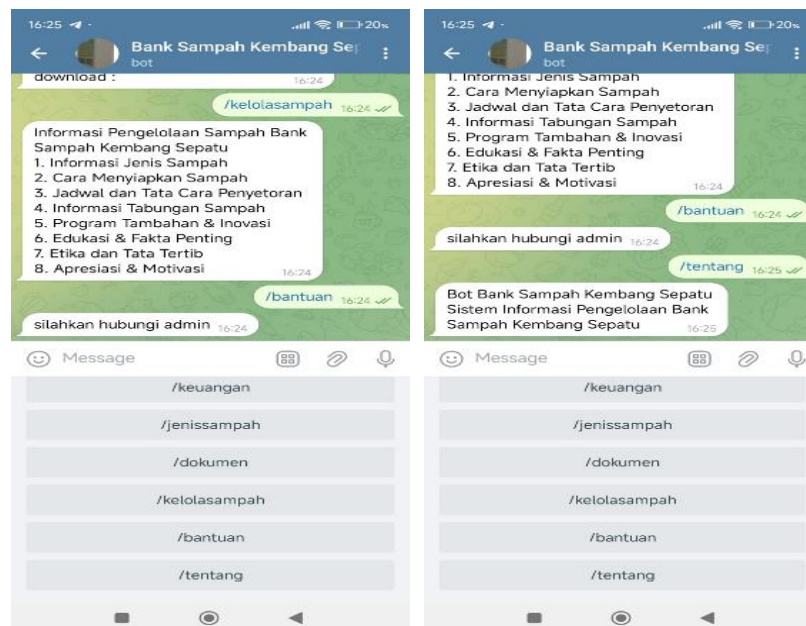 16:25
20%
Bank Sampah Kembang Se
bot
download :
16:24
/kelolasampah 16:24
Informasi Pengelolaan Sampah Bank
Sampah Kembang Sepatu
1. Informasi Jenis Sampah
2. Cara Menyiapkan Sampah
3. Jadwal dan Tata Cara Penyetoran
4. Informasi Tabungan Sampah
5. Program Tambahan & Inovasi
6. Edukasi & Fakta Penting
7. Etika dan Tata Tertib
8. Apresiasi & Motivasi
16:24
/bantuan 16:24
silahkan hubungi admin 16:24
Message
/keuangan
/jenissampah
/dokumen
/kelolasampah
/bantuan
/tentang
16:25
20%
Bank Sampah Kembang Se
bot
1. Informasi Jenis Sampah
2. Cara Menyiapkan Sampah
3. Jadwal dan Tata Cara Penyetoran
4. Informasi Tabungan Sampah
5. Program Tambahan & Inovasi
6. Edukasi & Fakta Penting
7. Etika dan Tata Tertib
8. Apresiasi & Motivasi
16:24
/bantuan 16:24
silahkan hubungi admin 16:24
/tentang 16:25
Bot Bank Sampah Kembang Sepatu
Sistem Informasi Pengelolaan Bank
Sampah Kembang Sepatu 16:25
Message
/keuangan
/jenissampah
/dokumen
/kelolasampah
/bantuan
/tentang